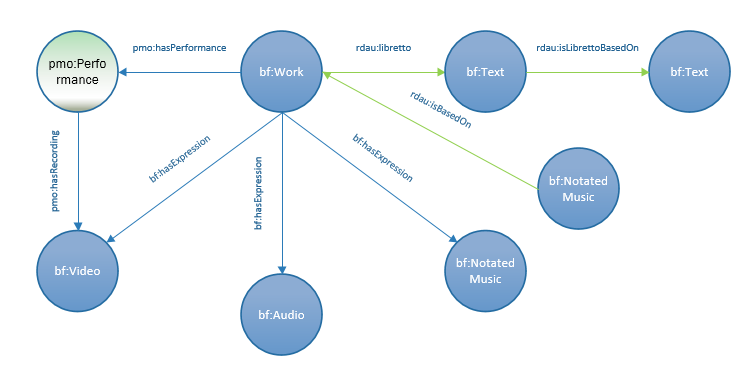 pmo:hasPerformance
rdau:libretto
rdau:isLibrettoBasedOn
pmo:Perfo
rmance
bf:Work
bf:Text
bf:Text
rdau:isBasedOn
pmo:hasRecording
bf:hasExpression
bf:hasExpression
bf:hasExpression
bf:Notated
Music
bf:Video
bf:Audio
bf:Notated
Music